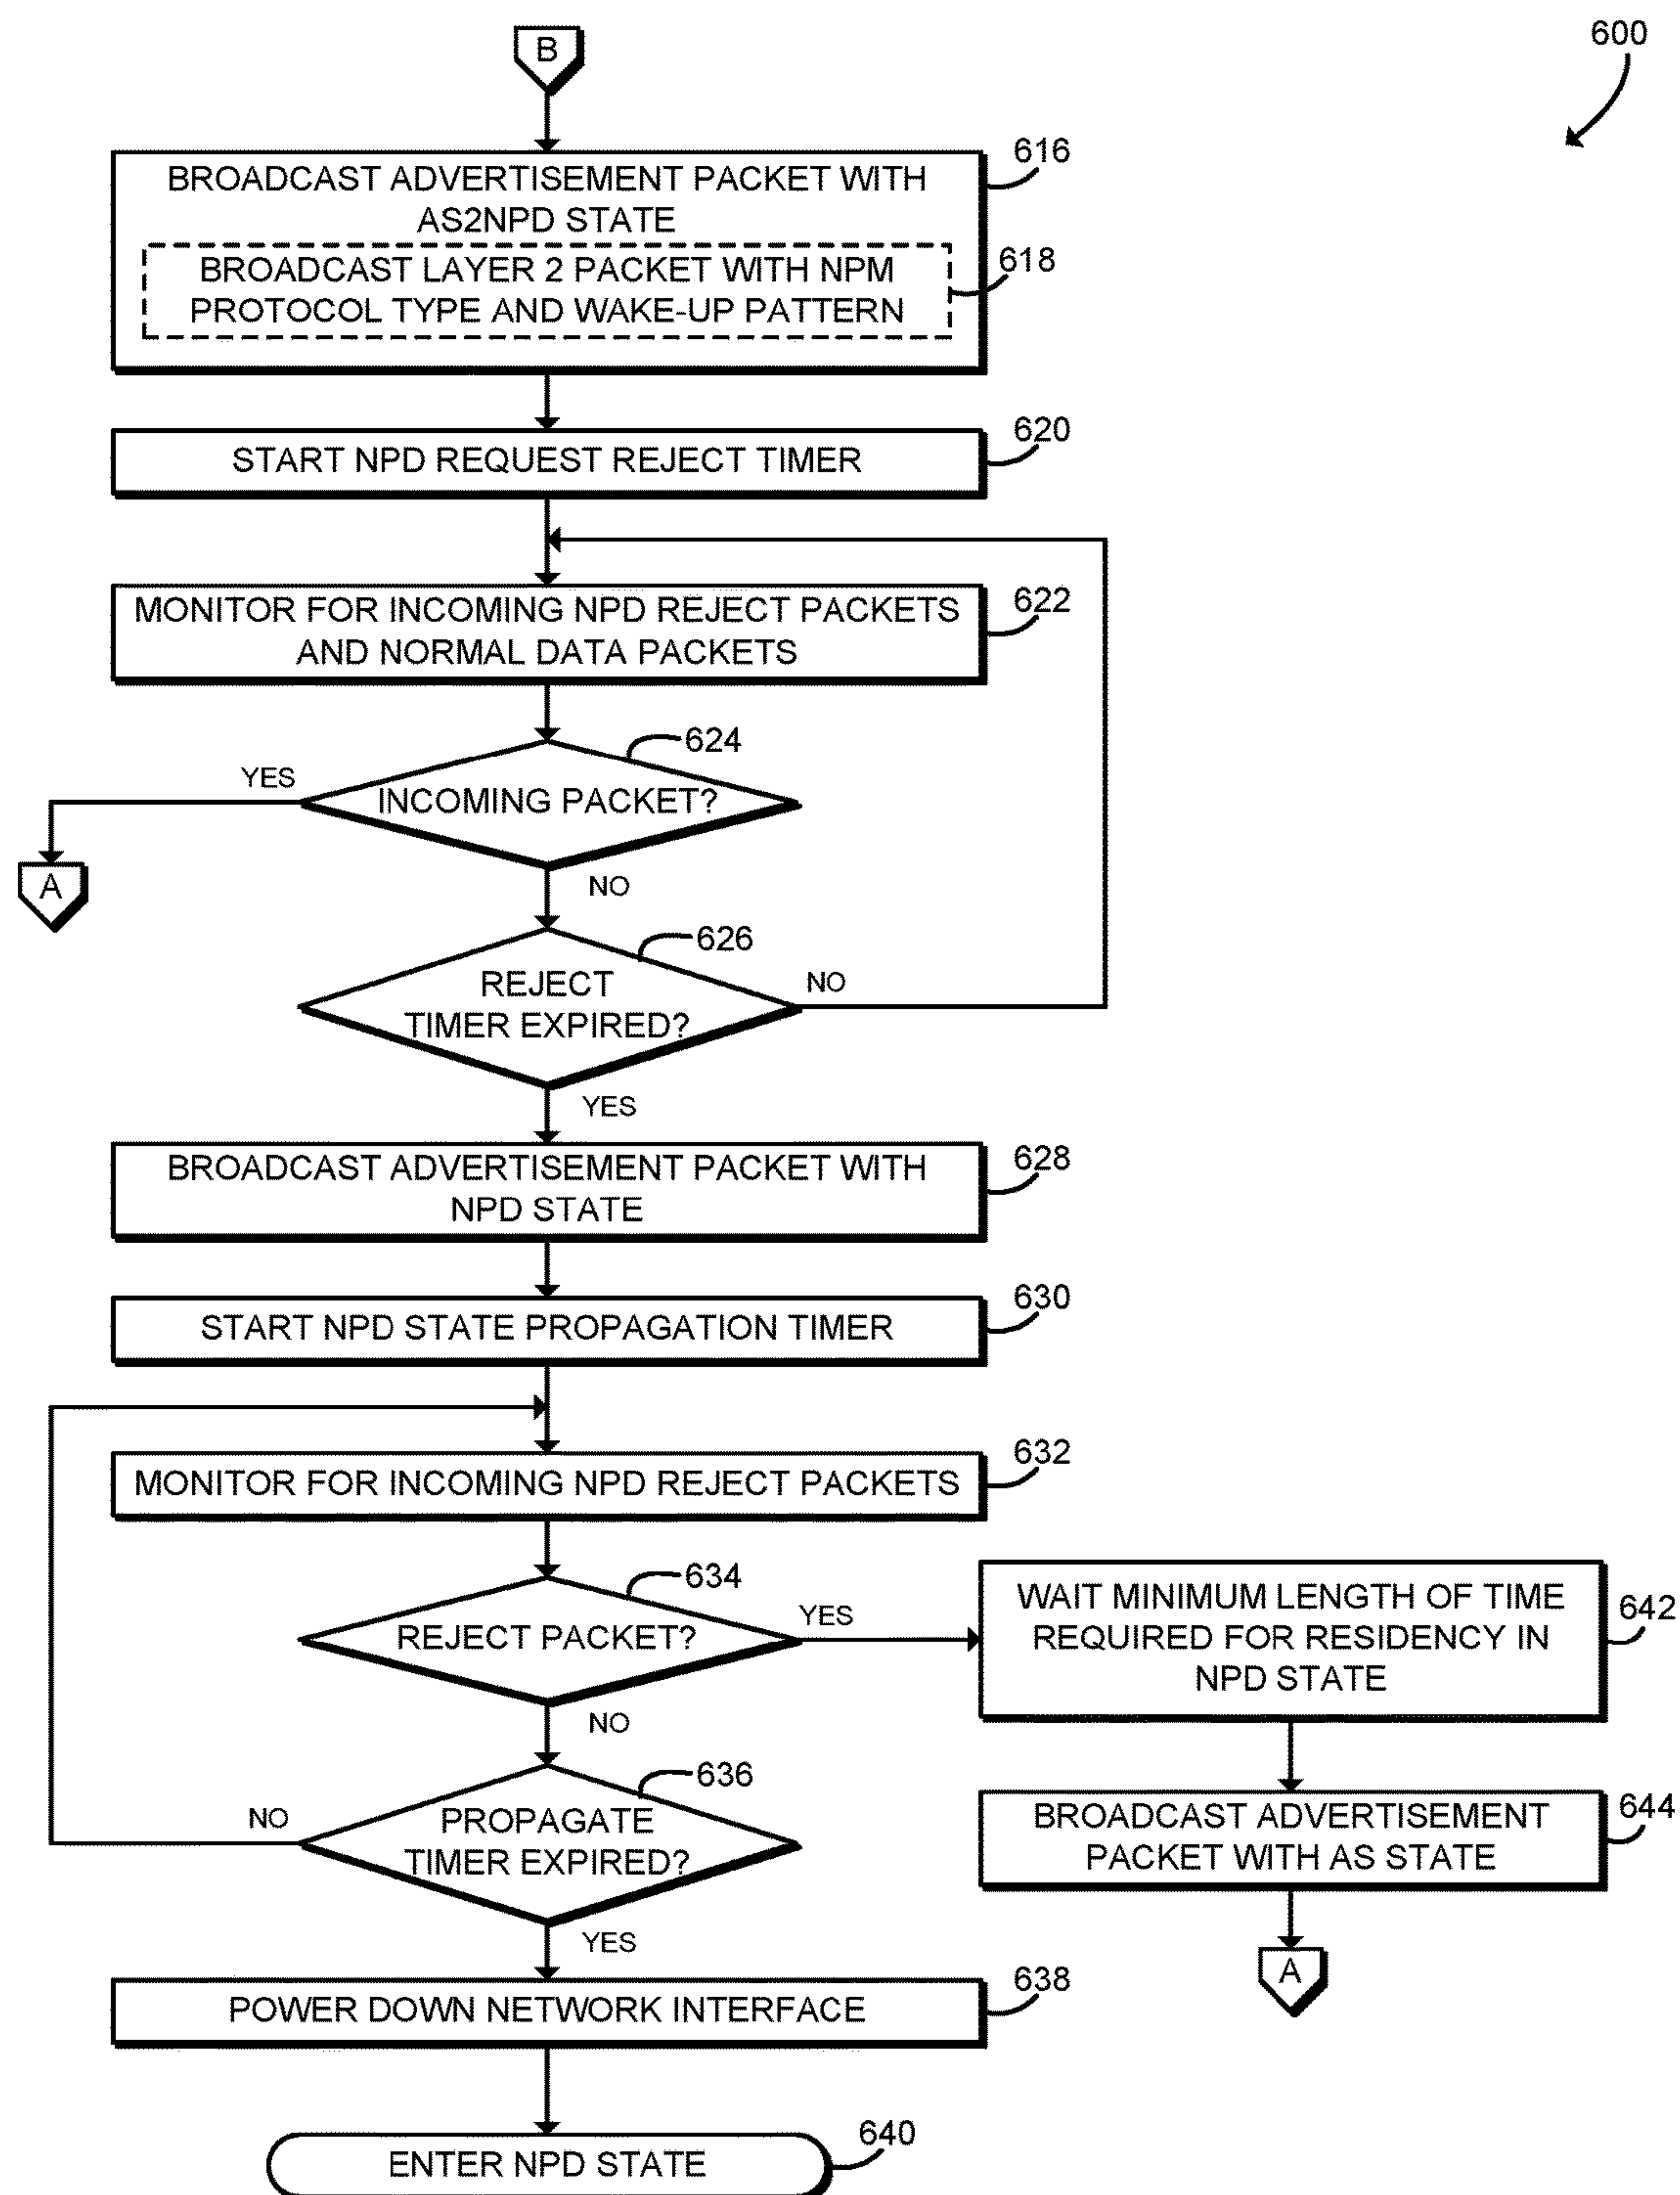 B
600
BROADCAST ADVERTISEMENT PACKET WITH
AS2NPD STATE
616
BROADCAST LAYER 2 PACKET WITH NPM
PROTOCOL TYPE AND WAKE-UP PATTERN
618
START NPD REQUEST REJECT TIMER
620
MONITOR FOR INCOMING NPD REJECT PACKETS
AND NORMAL DATA PACKETS
622
624
YES
INCOMING PACKET?
A
NO
626
REJECT
TIMER EXPIRED?
NO
YES
BROADCAST ADVERTISEMENT PACKET WITH
NPD STATE
628
START NPD STATE PROPAGATION TIMER
630
MONITOR FOR INCOMING NPD REJECT PACKETS
632
634
REJECT PACKET?
YES
WAIT MINIMUM LENGTH OF TIME
REQUIRED FOR RESIDENCY IN
NPD STATE
642
NO
636
PROPAGATE
TIMER EXPIRED?
NO
BROADCAST ADVERTISEMENT
PACKET WITH AS STATE
644
YES
A
POWER DOWN NETWORK INTERFACE
638
ENTER NPD STATE
640